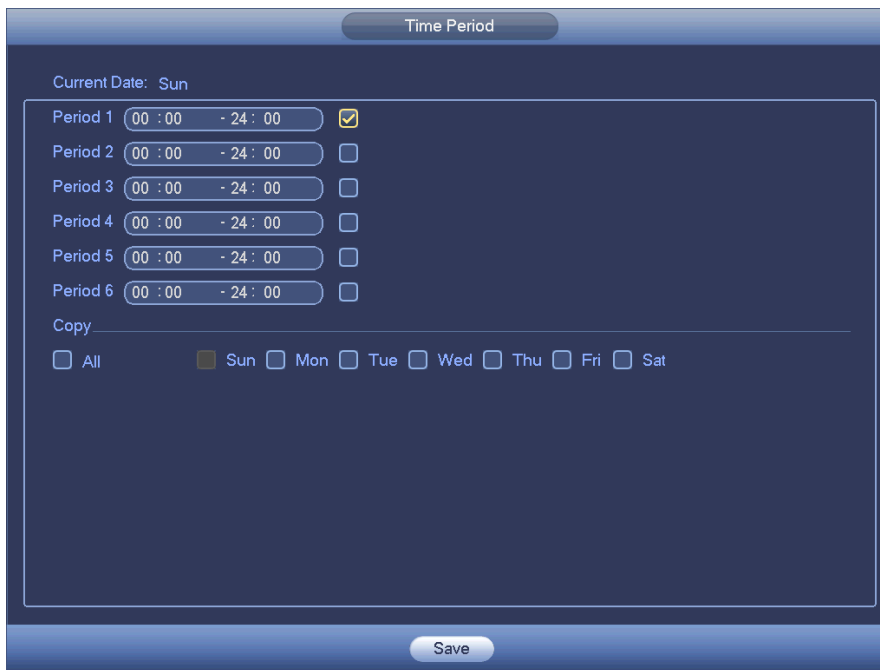 Time Period
Current Date: Sun
Period 1 00 :00 - 24 : 00
Period 2 00 :00 - 24 : 00
Period 3 00 :00 - 24 : 00
Period 4 00 :00 - 24 : 00
Period 5 00 :00 - 24 : 00
Period 6 00 :00 - 24 : 00
Copy
All Sun Mon Tue Wed Thu Fri Sat
Save